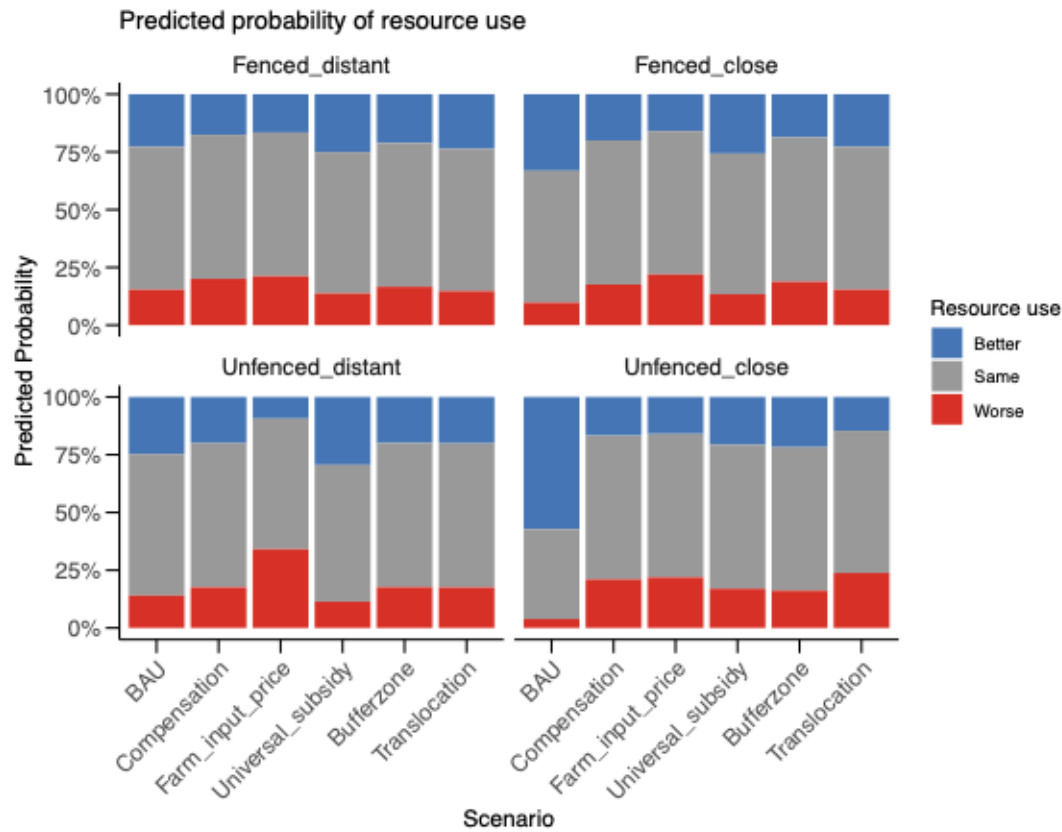 Predicted probability of resource use
Fenced_distant
Fenced_close
100%
75%
50%
25%
0%
Unfenced_distant
Unfenced_close
100%
75%
50%
25%
0%
Predicted Probability
BAU
Compensation
Farm_input_price
Universal_subsidy
Bufferzone
Translocation
BAU
Compensation
Farm_input_price
Universal_subsidy
Bufferzone
Translocation
Scenario
Resource use
Better
Same
Worse